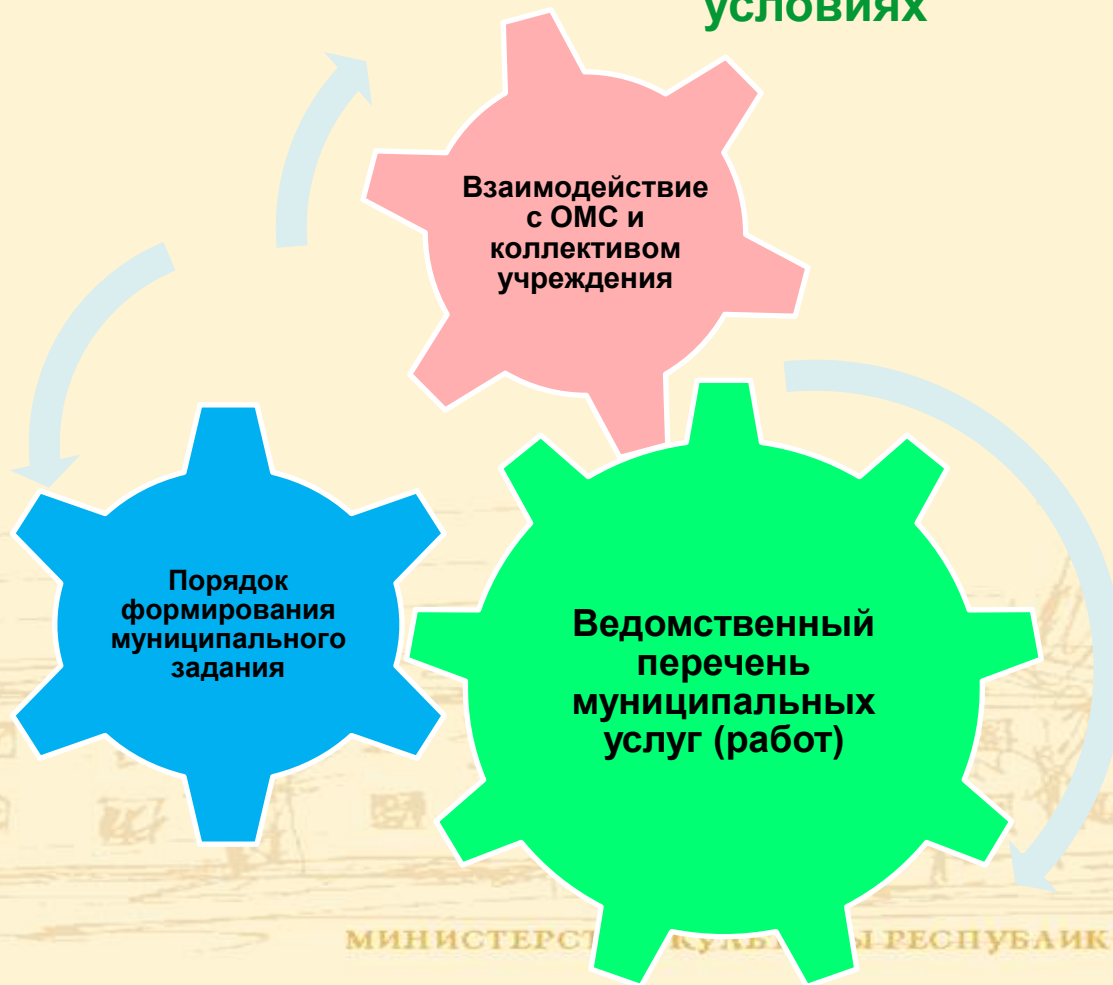 условиях
Взаимодействие
с ОМС и
коллективом
учреждения
Порядок
формирования
муниципального
задания
Ведомственный
перечень
муниципальных
услуг (работ)